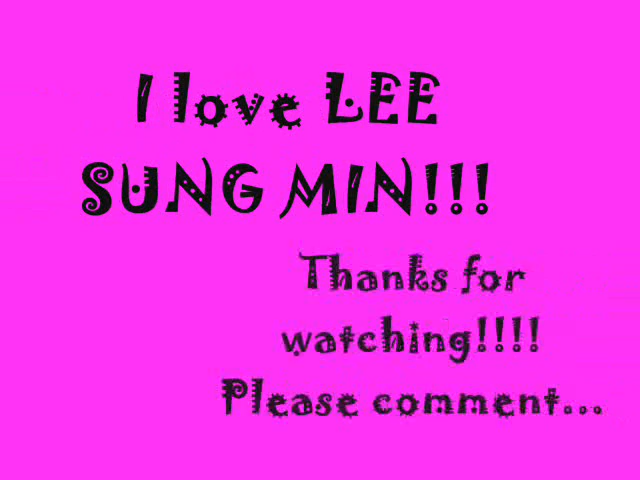 I love LEE
SUNG MIN!!!
Thanks for
watching!!!!
Please comment...